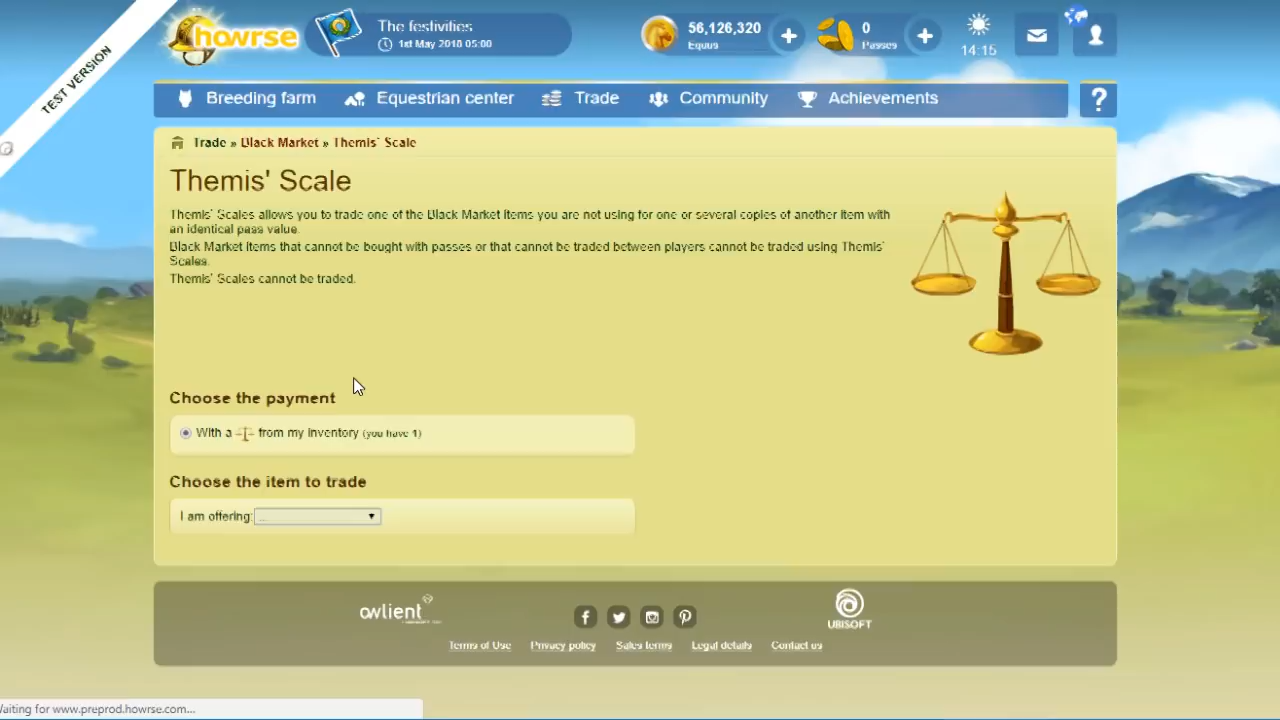 TEST VERSION
howrse
The festivities
1st May 2018 05:00
56,126,320
Equus
0
Passes
14:15
Breeding farm
Equestrian center
Trade
Community
Achievements
?
Trade » Black Market » Themis' Scale
Themis' Scale
Themis' Scales allows you to trade one of the Black Market items you are not using for one or several copies of another item with
an identical pass value.
Black Market items that cannot be bought with passes or that cannot be traded between players cannot be traded using Themis'
Scales.
Themis' Scales cannot be traded.
Choose the payment
With a from my inventory (you have 1)
Choose the item to trade
I am offering: ...
owlient
UBISOFT
Terms of Use Privacy policy Sales terms Legal details Contact us
Waiting for www.preprod.howrse.com...